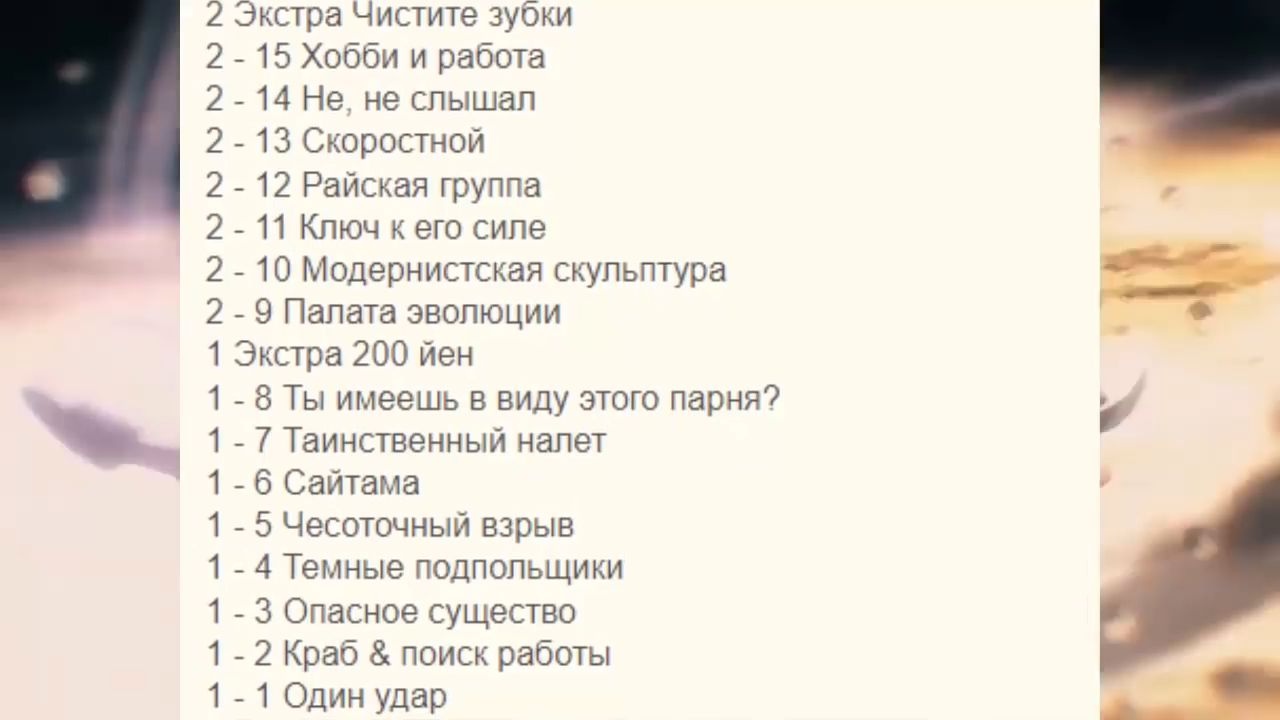 2 Экстра Чистите зубки
2 - 15 Хобби и работа
2 - 14 Не, не слышал
2 - 13 Скоростной
2 - 12 Райская группа
2 - 11 Ключ к его силе
2 - 10 Модернистская скульптура
2 - 9 Палата эволюции
1 Экстра 200 йен
1 - 8 Ты имеешь в виду этого парня?
1 - 7 Таинственный налет
1 - 6 Сайтама
1 - 5 Чесоточный взрыв
1 - 4 Темные подпольщики
1 - 3 Опасное существо
1 - 2 Краб & поиск работы
1 - 1 Один удар